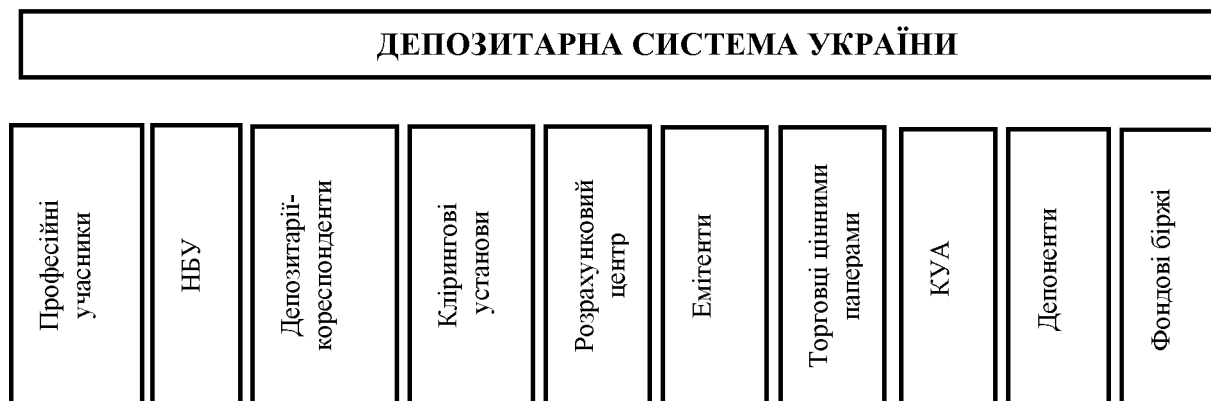 ДЕПОЗИТАРНА СИСТЕМА УКРАЇНИ
Професійні
учасники
НБУ
Депозитарії-
кореспонденти
Клірингові
установи
Розрахунковий
центр
Емітенти
Торговці цінними
паперами
КУА
Депоненти
Фондові біржі